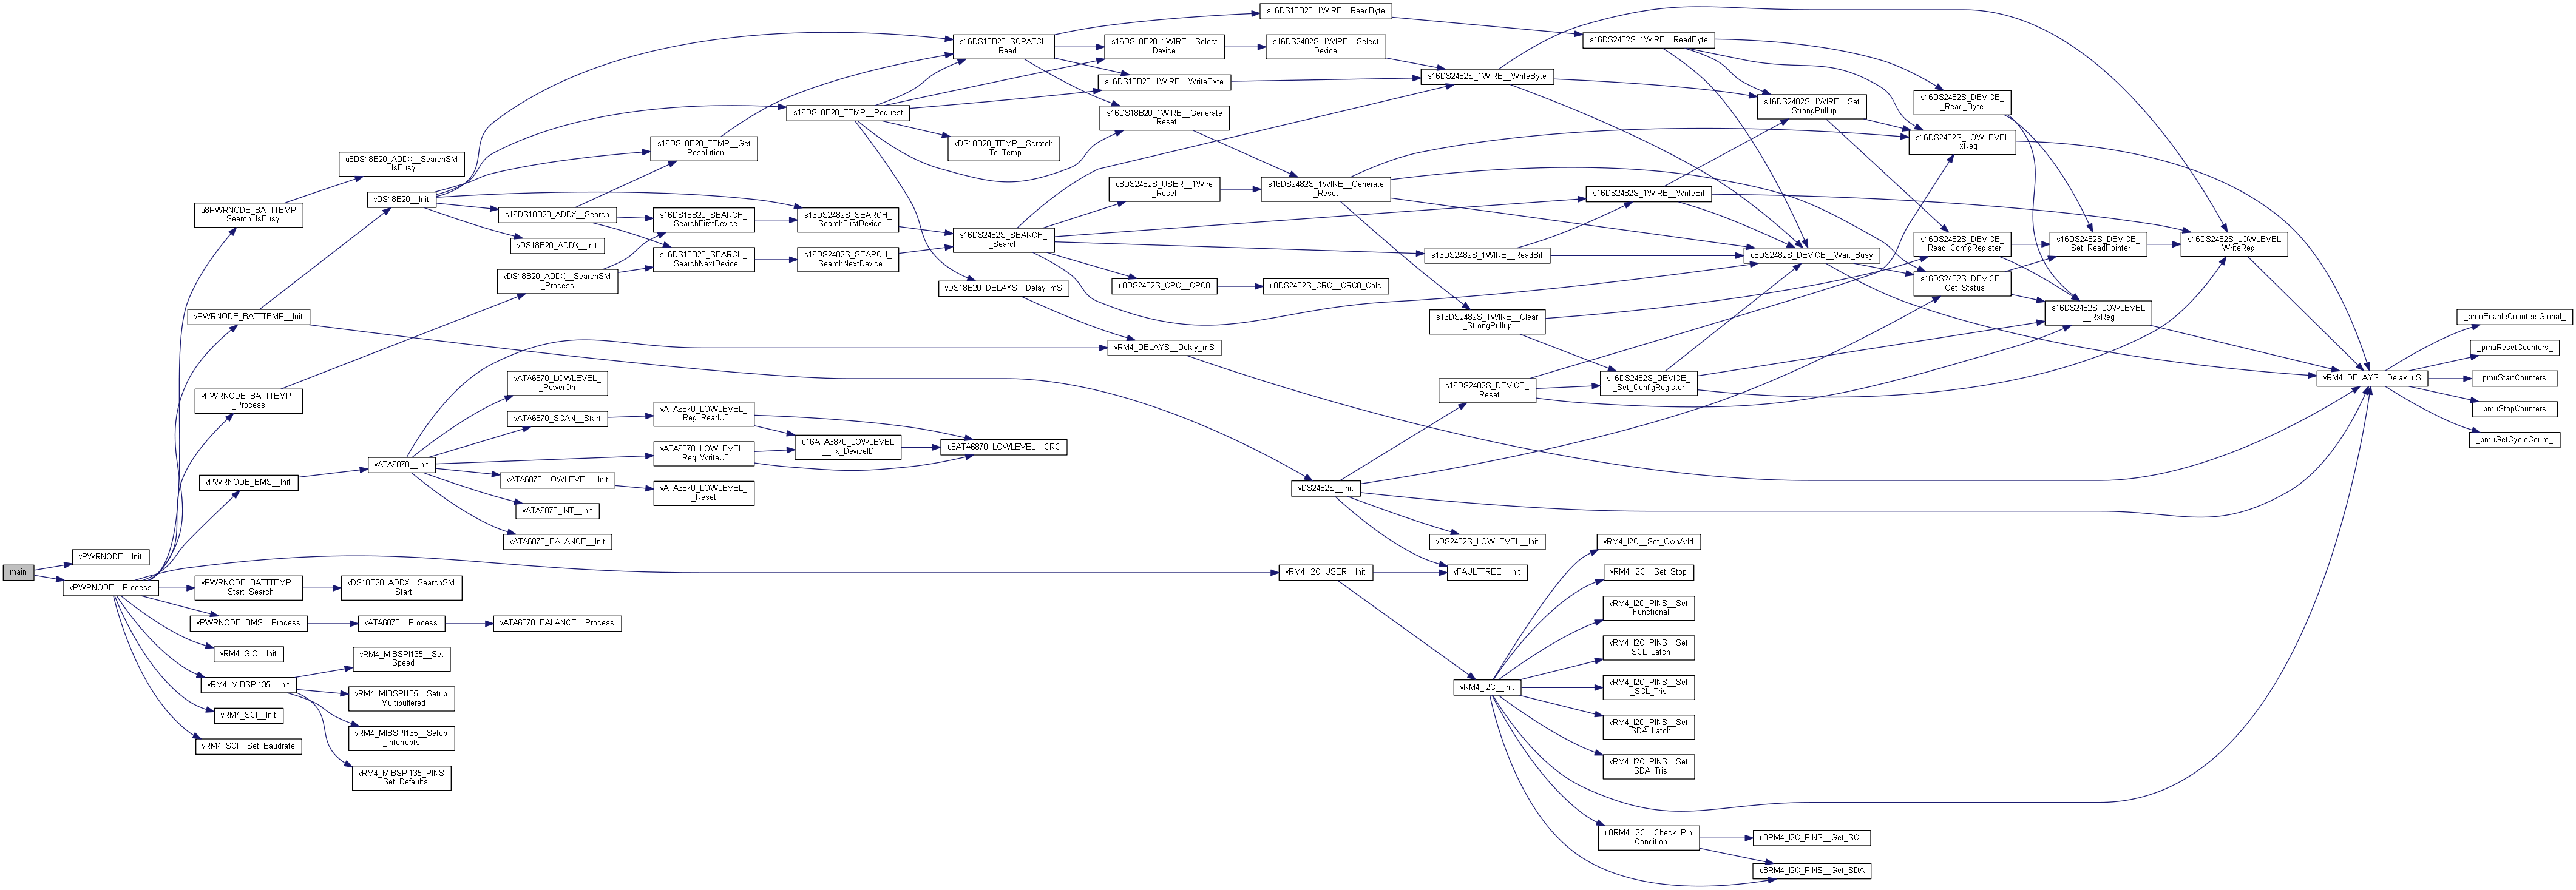 main
vPWRNODE__Init
vPWRNODE__Process
u8PWRNODE_BATTTEMP
__Search_IsBusy
vPWRNODE_BATTTEMP__Init
vPWRNODE_BATTTEMP_
_Process
vPWRNODE_BMS__Init
vPWRNODE_BATTTEMP_
_Start_Search
vPWRNODE_BMS__Process
vRM4_GIO__Init
vRM4_MIBSPI135__Init
vRM4_SCI__Init
vRM4_SCI__Set_Baudrate
u8DS18B20_ADDX__SearchSM
_IsBusy
vDS18B20__Init
vATA6870__Init
vDS18B20_ADDX__SearchSM
_Start
vATA6870__Process
vRM4_MIBSPI135__Set
_Speed
vRM4_MIBSPI135__Setup
_Multibuffered
vRM4_MIBSPI135__Setup
_Interrupts
vRM4_MIBSPI135_PINS
__Set_Defaults
s16DS18B20_ADDX__Search
vDS18B20_ADDX__Init
vDS18B20_ADDX__SearchSM
_Process
vATA6870_LOWLEVEL_
_PowerOn
vATA6870_SCAN__Start
vATA6870_LOWLEVEL__Init
vATA6870_INT__Init
vATA6870_BALANCE__Init
vATA6870_BALANCE__Process
s16DS18B20_TEMP__Get
_Resolution
s16DS18B20_SEARCH_
_SearchFirstDevice
s16DS18B20_SEARCH_
_SearchNextDevice
vATA6870_LOWLEVEL_
_Reg_ReadU8
vATA6870_LOWLEVEL_
_Reg_WriteU8
vATA6870_LOWLEVEL_
_Reset
s16DS18B20_TEMP__Request
s16DS2482S_SEARCH_
_SearchFirstDevice
s16DS2482S_SEARCH_
_SearchNextDevice
u16ATA6870_LOWLEVEL
__Tx_DeviceID
s16DS18B20_SCRATCH
__Read
vDS18B20_TEMP__Scratch
_To_Temp
s16DS2482S_SEARCH_
_Search
vDS18B20_DELAYS__Delay_mS
u8ATA6870_LOWLEVEL__CRC
s16DS18B20_1WIRE__Select
Device
s16DS18B20_1WIRE__WriteByte
s16DS18B20_1WIRE__Generate
_Reset
u8DS2482S_USER__1Wire
_Reset
u8DS2482S_CRC__CRC8
vRM4_DELAYS__Delay_mS
s16DS18B20_1WIRE__ReadByte
s16DS2482S_1WIRE__Select
Device
s16DS2482S_1WIRE__Generate
_Reset
u8DS2482S_CRC__CRC8_Calc
vDS2482S__Init
vRM4_I2C_USER__Init
s16DS2482S_1WIRE__WriteByte
s16DS2482S_1WIRE__ReadBit
s16DS2482S_1WIRE__Clear
_StrongPullup
s16DS2482S_DEVICE_
_Reset
vDS2482S_LOWLEVEL__Init
vFAULTTREE__Init
vRM4_I2C__Init
s16DS2482S_1WIRE__ReadByte
s16DS2482S_1WIRE__WriteBit
s16DS2482S_DEVICE_
_Set_ConfigRegister
vRM4_I2C__Set_OwnAdd
vRM4_I2C__Set_Stop
vRM4_I2C_PINS__Set
_Functional
vRM4_I2C_PINS__Set
_SCL_Latch
vRM4_I2C_PINS__Set
_SCL_Tris
vRM4_I2C_PINS__Set
_SDA_Latch
vRM4_I2C_PINS__Set
_SDA_Tris
u8RM4_I2C__Check_Pin
_Condition
s16DS2482S_1WIRE__Set
_StrongPullup
u8DS2482S_DEVICE__Wait_Busy
u8RM4_I2C_PINS__Get_SCL
u8RM4_I2C_PINS__Get_SDA
s16DS2482S_DEVICE_
_Read_Byte
s16DS2482S_LOWLEVEL
__TxReg
s16DS2482S_DEVICE_
_Read_ConfigRegister
s16DS2482S_DEVICE_
_Get_Status
s16DS2482S_DEVICE_
_Set_ReadPointer
s16DS2482S_LOWLEVEL
__RxReg
s16DS2482S_LOWLEVEL
__WriteReg
vRM4_DELAYS__Delay_uS
_pmuEnableCountersGlobal_
_pmuResetCounters_
_pmuStartCounters_
_pmuStopCounters_
_pmuGetCycleCount_